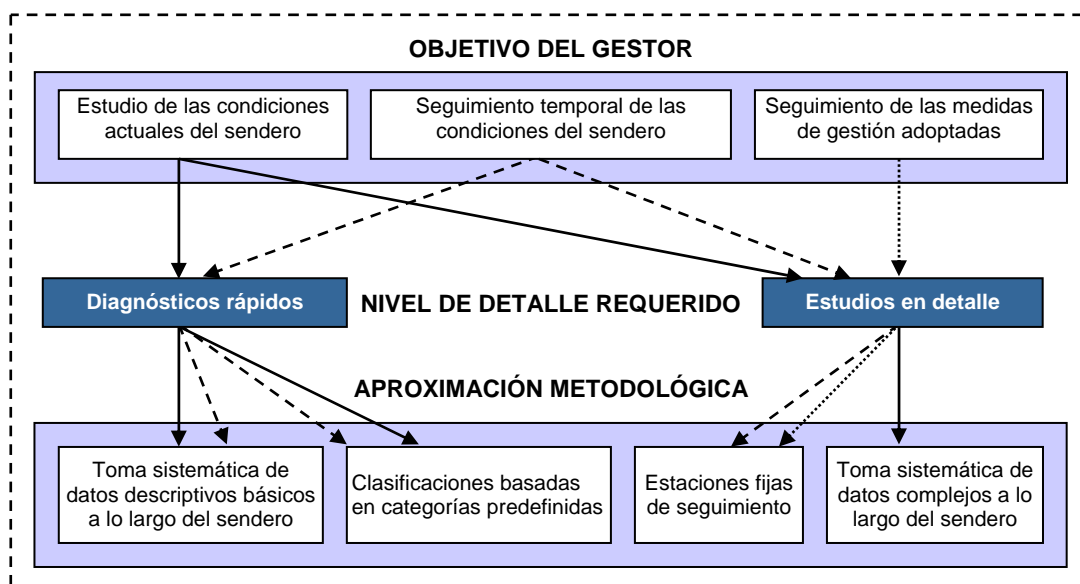 OBJETIVO DEL GESTOR
Estudio de las condiciones
actuales del sendero
Seguimiento temporal de las
condiciones del sendero
Seguimiento de las medidas
de gestión adoptadas
Diagnósticos rápidos
NIVEL DE DETALLE REQUERIDO
Estudios en detalle
APROXIMACIÓN METODOLÓGICA
Toma sistemática de
datos descriptivos básicos
a lo largo del sendero
Clasificaciones basadas
en categorías predefinidas
Estaciones fijas
de seguimiento
Toma sistemática de
datos complejos a lo
largo del sendero